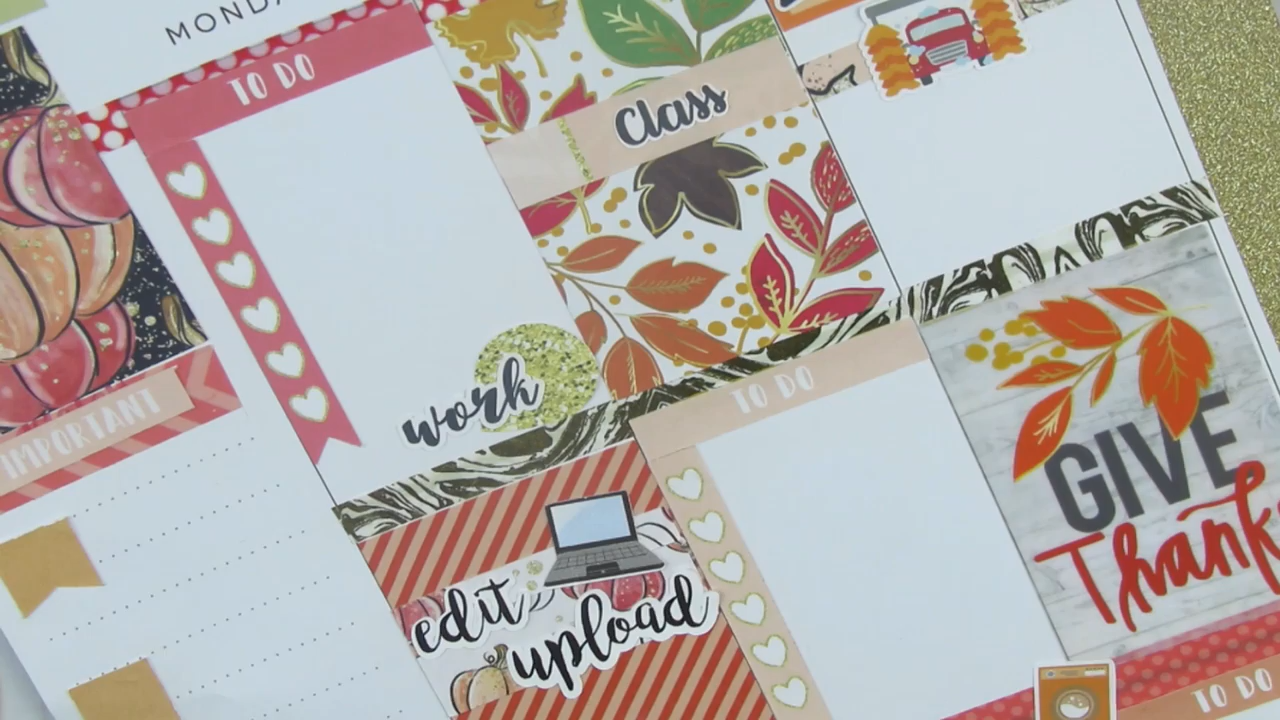 MONDA
TO DO
Class
work
IMPORTANT
TO DO
GIVE
Thank
edit
upload
TO DO